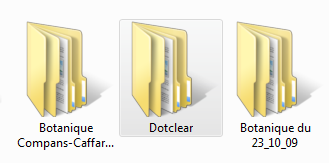 Botanique
Compans-Caffar...
Dotclear
Botanique du
23_10_09